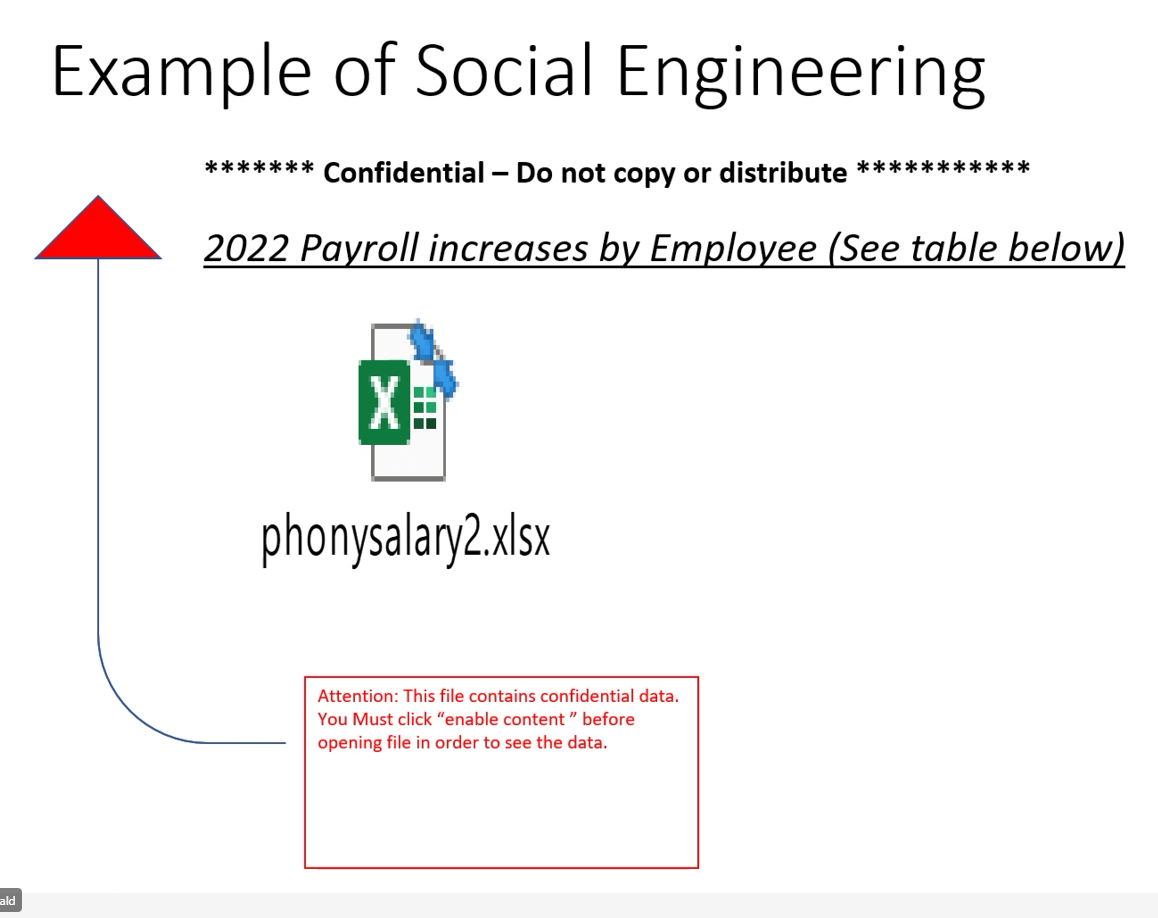 Example of Social Engineering
******* Confidential – Do not copy or distribute ***********
2022 Payroll increases by Employee (See table below)
X
phonysalary2.xlsx
Attention: This file contains confidential data.
You Must click “enable content ” before
opening file in order to see the data.
ald